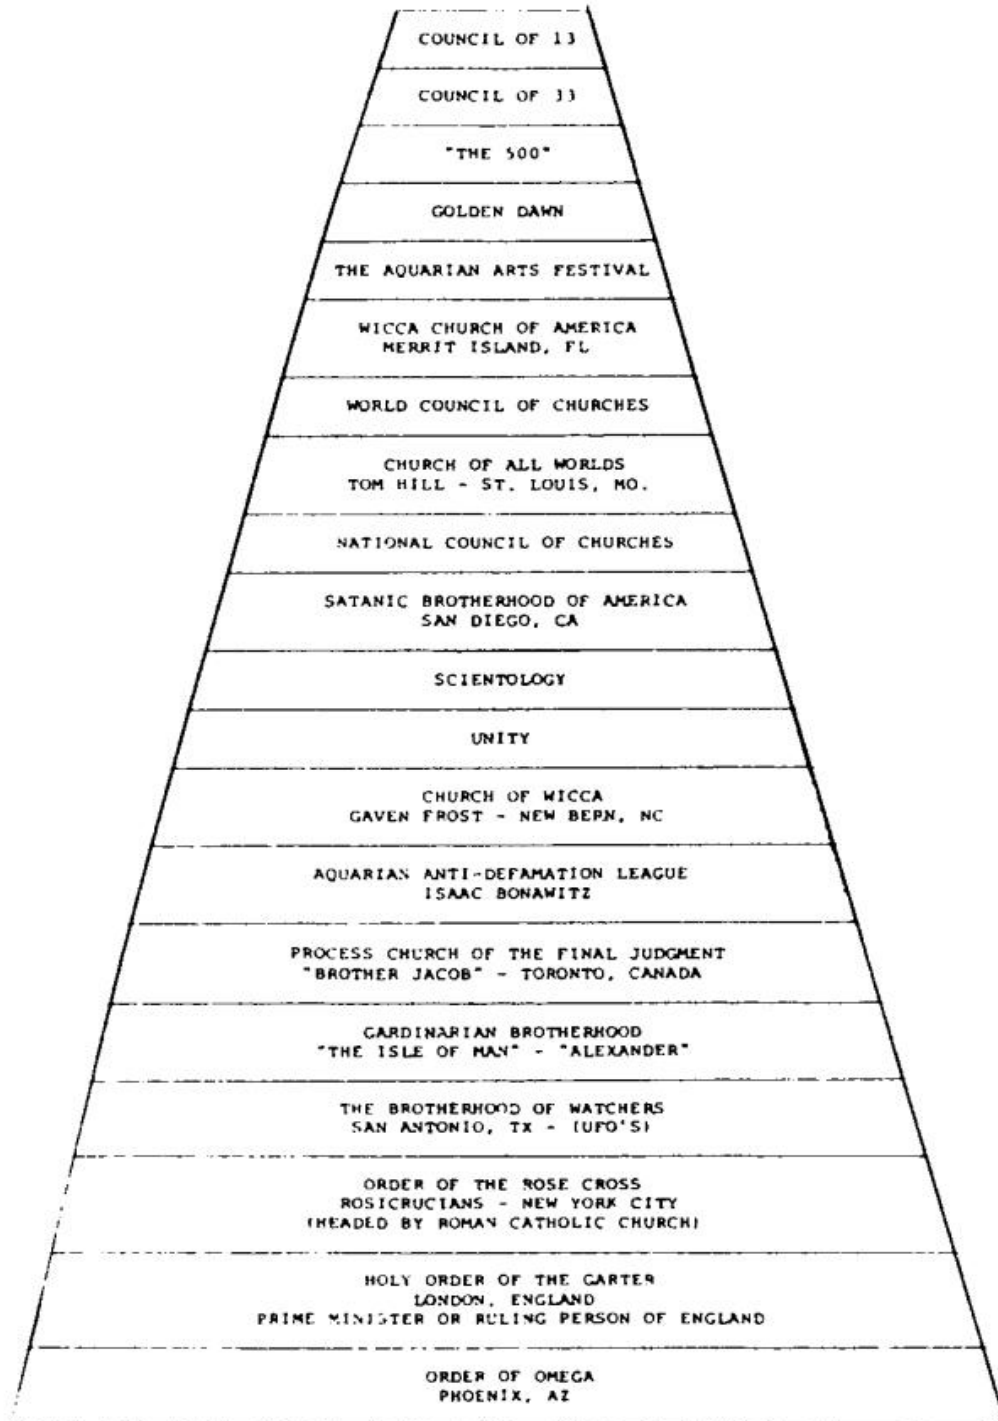 COUNCIL OF 13
COUNCIL OF 33
"THE 500"
GOLDEN DAWN
THE AQUARIAN ARTS FESTIVAL
WICCA CHURCH OF AMERICA
MERRIT ISLAND, FL
WORLD COUNCIL OF CHURCHES
CHURCH OF ALL WORLDS
TOM HILL - ST. LOUIS, MO.
NATIONAL COUNCIL OF CHURCHES
SATANIC BROTHERHOOD OF AMERICA
SAN DIEGO, CA
SCIENTOLOGY
UNITY
CHURCH OF WICCA
GAVEN FROST - NEW BERN, NC
AQUARIAN ANTI-DEFAMATION LEAGUE
ISAAC BONAWITZ
PROCESS CHURCH OF THE FINAL JUDGMENT
"BROTHER JACOB" - TORONTO, CANADA
GARDINARIAN BROTHERHOOD
"THE ISLE OF MAN" - "ALEXANDER"
THE BROTHERHOOD OF WATCHERS
SAN ANTONIO, TX - (UFO'S)
ORDER OF THE ROSE CROSS
ROSICRUCIANS - NEW YORK CITY
(HEADED BY ROMAN CATHOLIC CHURCH)
HOLY ORDER OF THE GARTER
LONDON, ENGLAND
PRIME MINISTER OR RULING PERSON OF ENGLAND
ORDER OF OMEGA
PHOENIX, AZ